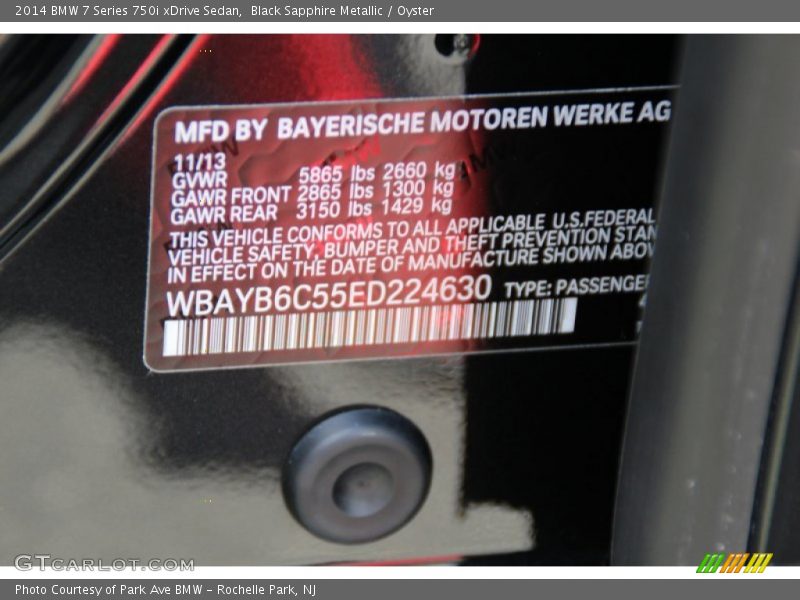 2014 BMW 7 Series 750i xDrive Sedan,  Black Sapphire Metallic / Oyster
MFD BY BAYERISCHE MOTOREN WERKE AG
11/13
GVWR 5865 lbs 2660 kg
GAWR FRONT 2865 lbs 1300 kg
GAWR REAR 3150 lbs 1429 kg
THIS VEHICLE CONFORMS TO ALL APPLICABLE U.S.FEDERAL
VEHICLE SAFETY, BUMPER AND THEFT PREVENTION STAN
IN EFFECT ON THE DATE OF MANUFACTURE SHOWN ABOV
WBAYB6C55ED224630 TYPE: PASSENGER
GTCARLOT.COM
Photo Courtesy of Park Ave BMW - Rochelle Park, NJ